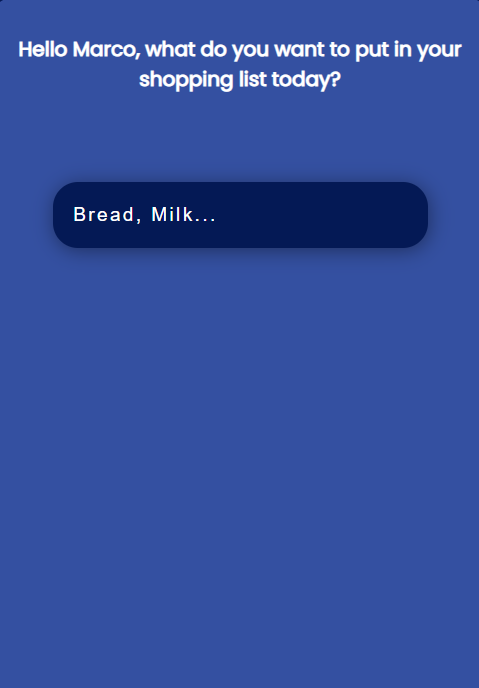 Hello Marco, what do you want to put in your
shopping list today?
Bread, Milk...